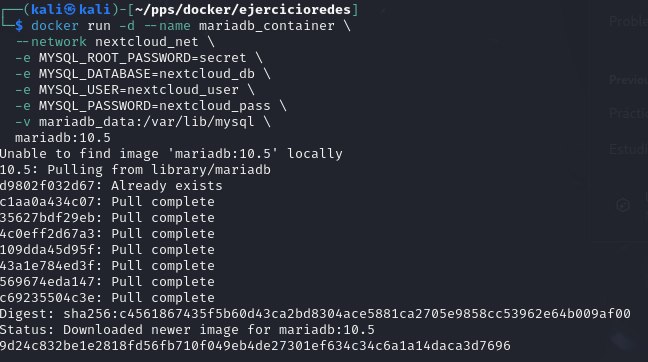 ┌──(kali㉿kali)-[~/pps/docker/ejercicioredes]
└─$ docker run -d --name mariadb_container \
--network nextcloud_net \
-e MYSQL_ROOT_PASSWORD=secret \
-e MYSQL_DATABASE=nextcloud_db \
-e MYSQL_USER=nextcloud_user \
-e MYSQL_PASSWORD=nextcloud_pass \
-v mariadb_data:/var/lib/mysql \
mariadb:10.5
Unable to find image 'mariadb:10.5' locally
10.5: Pulling from library/mariadb
d9802f032d67: Already exists
c1aa0a434c07: Pull complete
35627bdf29eb: Pull complete
4c0eff2d67a3: Pull complete
109dda45d95f: Pull complete
43a1e784ed3f: Pull complete
569674eda147: Pull complete
c69235504c3e: Pull complete
Digest: sha256:c4561867435f5b60d43ca2bd8304ace5881ca2705e9858cc53962e64b009af00
Status: Downloaded newer image for mariadb:10.5
9d24c832be1e2818fd56fb710f049eb4de27301ef634c34c6a1a14daca3d7696
Proble
Previou
Práctic
Estudi